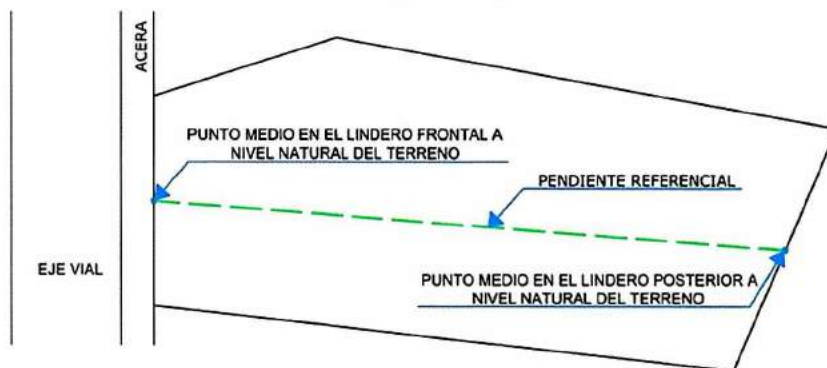 ACERA
PUNTO MEDIO EN EL LINDERO FRONTAL A
NIVEL NATURAL DEL TERRENO
PENDIENTE REFERENCIAL
EJE VIAL
PUNTO MEDIO EN EL LINDERO POSTERIOR A
NIVEL NATURAL DEL TERRENO